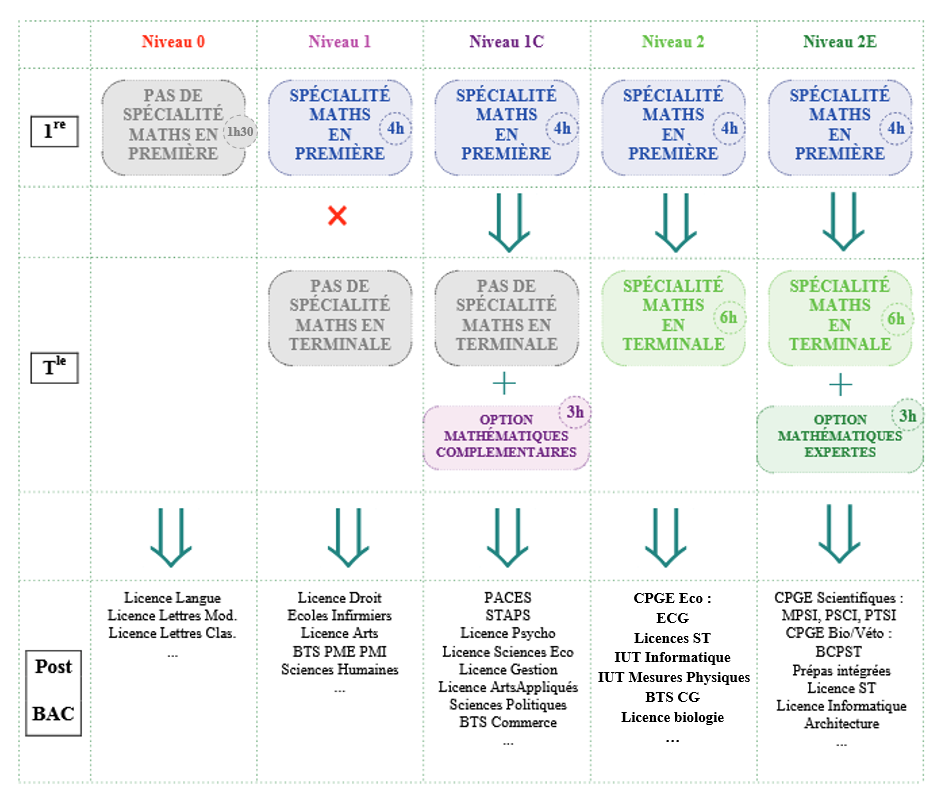 Niveau 0
Niveau 1
Niveau 1C
Niveau 2
Niveau 2E
1re
PAS DE
SPÉCIALITÉ
MATHS EN
PREMIÈRE
1h30
SPÉCIALITÉ
MATHS
EN
PREMIÈRE
4h
SPÉCIALITÉ
MATHS
EN
PREMIÈRE
4h
SPÉCIALITÉ
MATHS
EN
PREMIÈRE
4h
SPÉCIALITÉ
MATHS
EN
PREMIÈRE
4h
Tle
PAS DE
SPÉCIALITÉ
MATHS EN
TERMINALE
PAS DE
SPÉCIALITÉ
MATHS EN
TERMINALE
+
OPTION
MATHÉMATIQUES
COMPLEMENTAIRES
3h
SPÉCIALITÉ
MATHS
EN
TERMINALE
6h
SPÉCIALITÉ
MATHS
EN
TERMINALE
6h
+
OPTION
MATHÉMATIQUES
EXPERTES
3h
Post
BAC
Licence Langue
Licence Lettres Mod.
Licence Lettres Clas.
...
Licence Droit
Ecoles Infirmiers
Licence Arts
BTS PME PMI
Sciences Humaines
...
PACES
STAPS
Licence Psycho
Licence Sciences Eco
Licence Gestion
Licence ArtsAppliqués
Sciences Politiques
BTS Commerce
...
CPGE Eco :
ECG
Licences ST
IUT Informatique
IUT Mesures Physiques
BTS CG
Licence biologie
...
CPGE Scientifiques :
MPSI, PSCI, PTSI
CPGE Bio/Véto :
BCPST
Prépas intégrées
Licence ST
Licence Informatique
Architecture
...